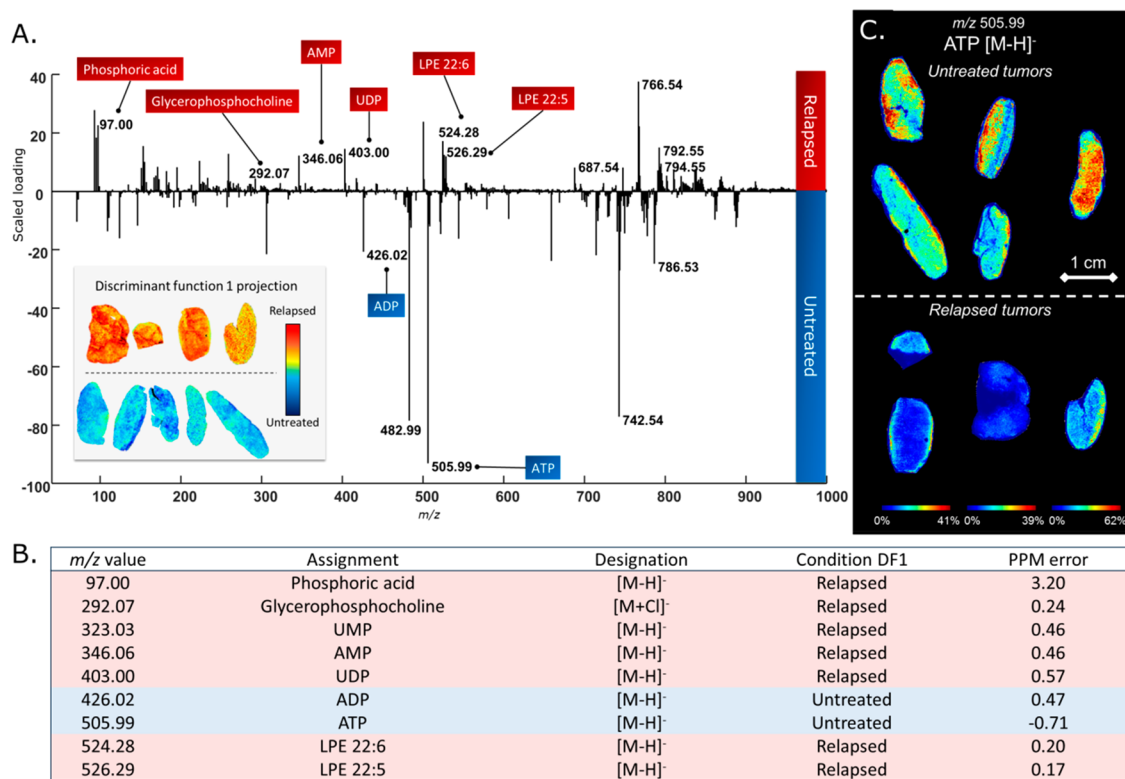 A.
Scaled loading
40
20
0
0
-20
-40
-60
-80
-100
100
200
300
400
500
600
700
800
900
1000
m/z
Phosphoric acid
97.00
Glycerophosphocholine
292.07
AMP
346.06
UDP
403.00
LPE 22:6
524.28
LPE 22:5
526.29
687.54
766.54
792.55
794.55
426.02
ADP
482.99
505.99
ATP
742.54
786.53
Relapsed
Untreated
Discriminant function 1 projection
Relapsed
Untreated
C.
m/z 505.99
ATP [M-H]-
Untreated tumors
1 cm
Relapsed tumors
0% 41% 0% 39% 0% 62%
B.
m/z value Assignment Designation Condition DF1 PPM error
97.00 Phosphoric acid [M-H]- Relapsed 3.20
292.07 Glycerophosphocholine [M+Cl]- Relapsed 0.24
323.03 UMP [M-H]- Relapsed 0.46
346.06 AMP [M-H]- Relapsed 0.46
403.00 UDP [M-H]- Relapsed 0.57
426.02 ADP [M-H]- Untreated 0.47
505.99 ATP [M-H]- Untreated -0.71
524.28 LPE 22:6 [M-H]- Relapsed 0.20
526.29 LPE 22:5 [M-H]- Relapsed 0.17